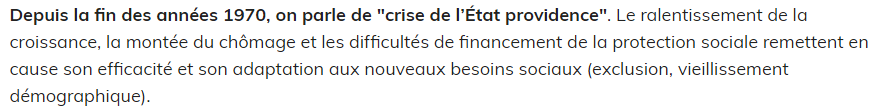 Depuis la fin des années 1970, on parle de "crise de l’État providence". Le ralentissement de la
croissance, la montée du chômage et les difficultés de financement de la protection sociale remettent en
cause son efficacité et son adaptation aux nouveaux besoins sociaux (exclusion, vieillissement
démographique).